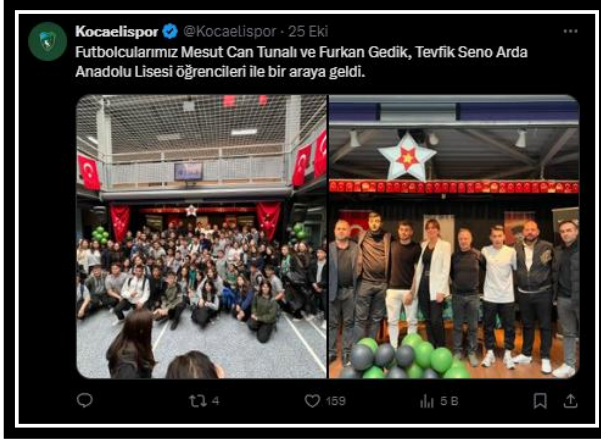 Kocaelispor @Kocaelispor · 25 Eki
Futbolcularımız Mesut Can Tunalı ve Furkan Gedik, Tevfik Seno Arda
Anadolu Lisesi öğrencileri ile bir araya geldi.
4
159
5 B